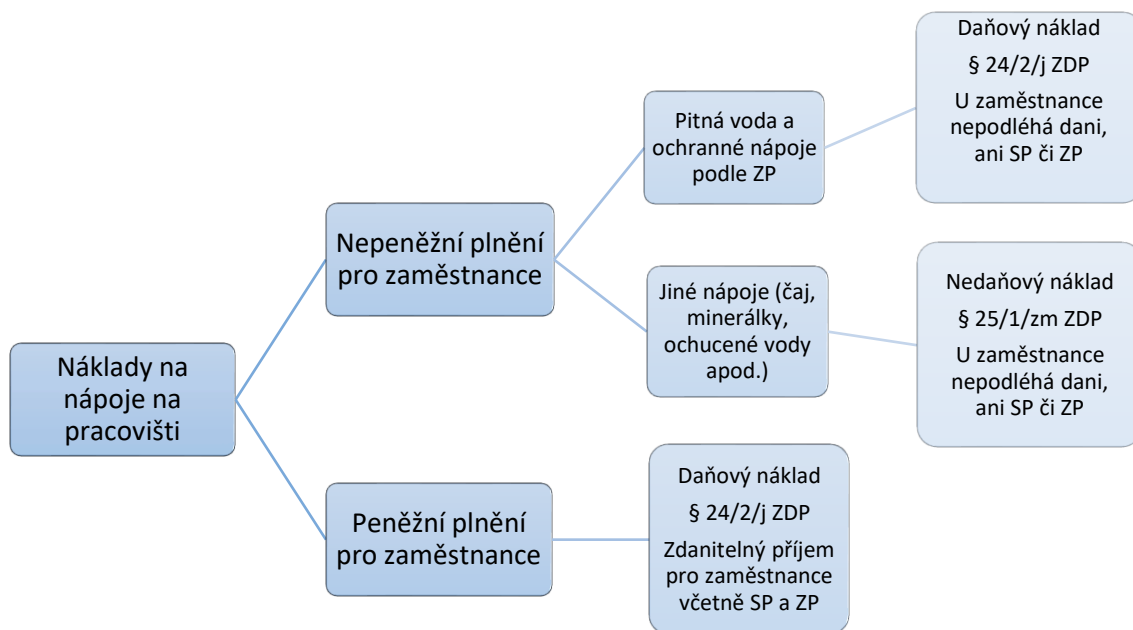 Náklady na
nápoje na
pracovišti
Nepeněžní plnění
pro zaměstnance
Pitná voda a
ochranné nápoje
podle ZP
Daňový náklad
§ 24/2/j ZDP
U zaměstnance
nepodléhá dani,
ani SP či ZP
Jiné nápoje (čaj,
minerálky,
ochucené vody
apod.)
Nedaňový náklad
§ 25/1/zm ZDP
U zaměstnance
nepodléhá dani,
ani SP či ZP
Peněžní plnění
pro zaměstnance
Daňový náklad
§ 24/2/j ZDP
Zdanitelný příjem
pro zaměstnance
včetně SP a ZP